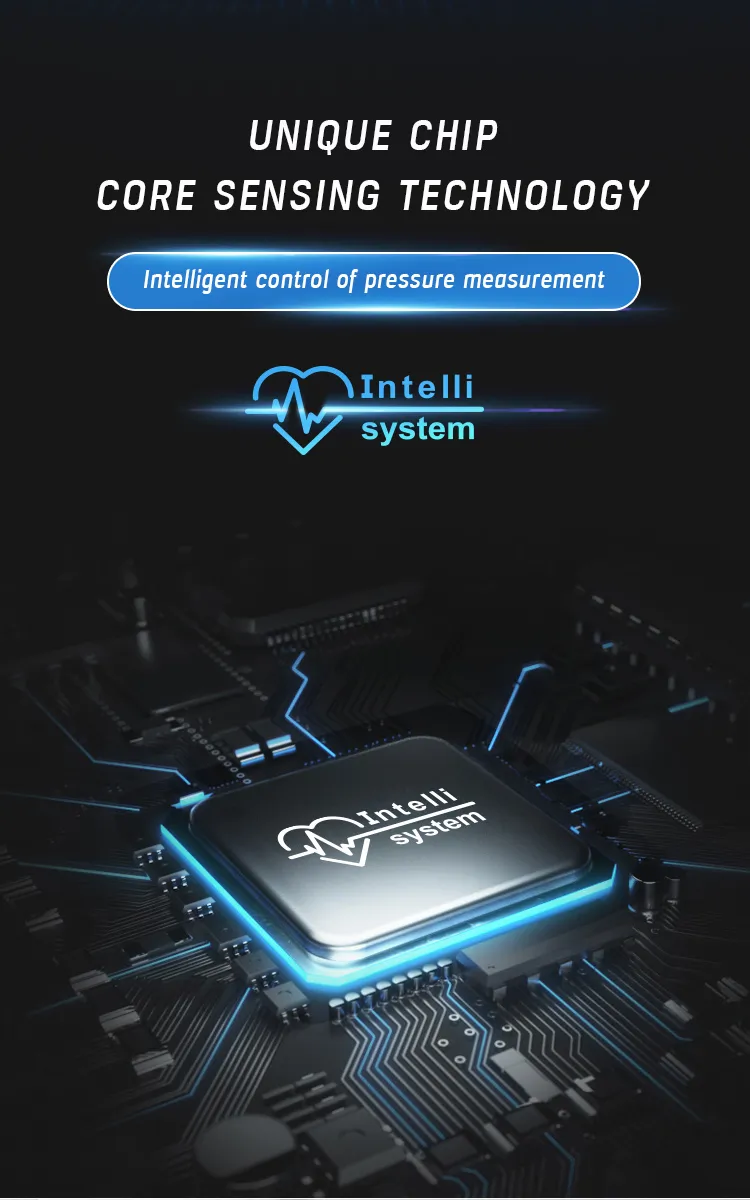 UNIQUE CHIP
CORE SENSING TECHNOLOGY
Intelligent control of pressure measurement
Intelli
system
Intelli
system